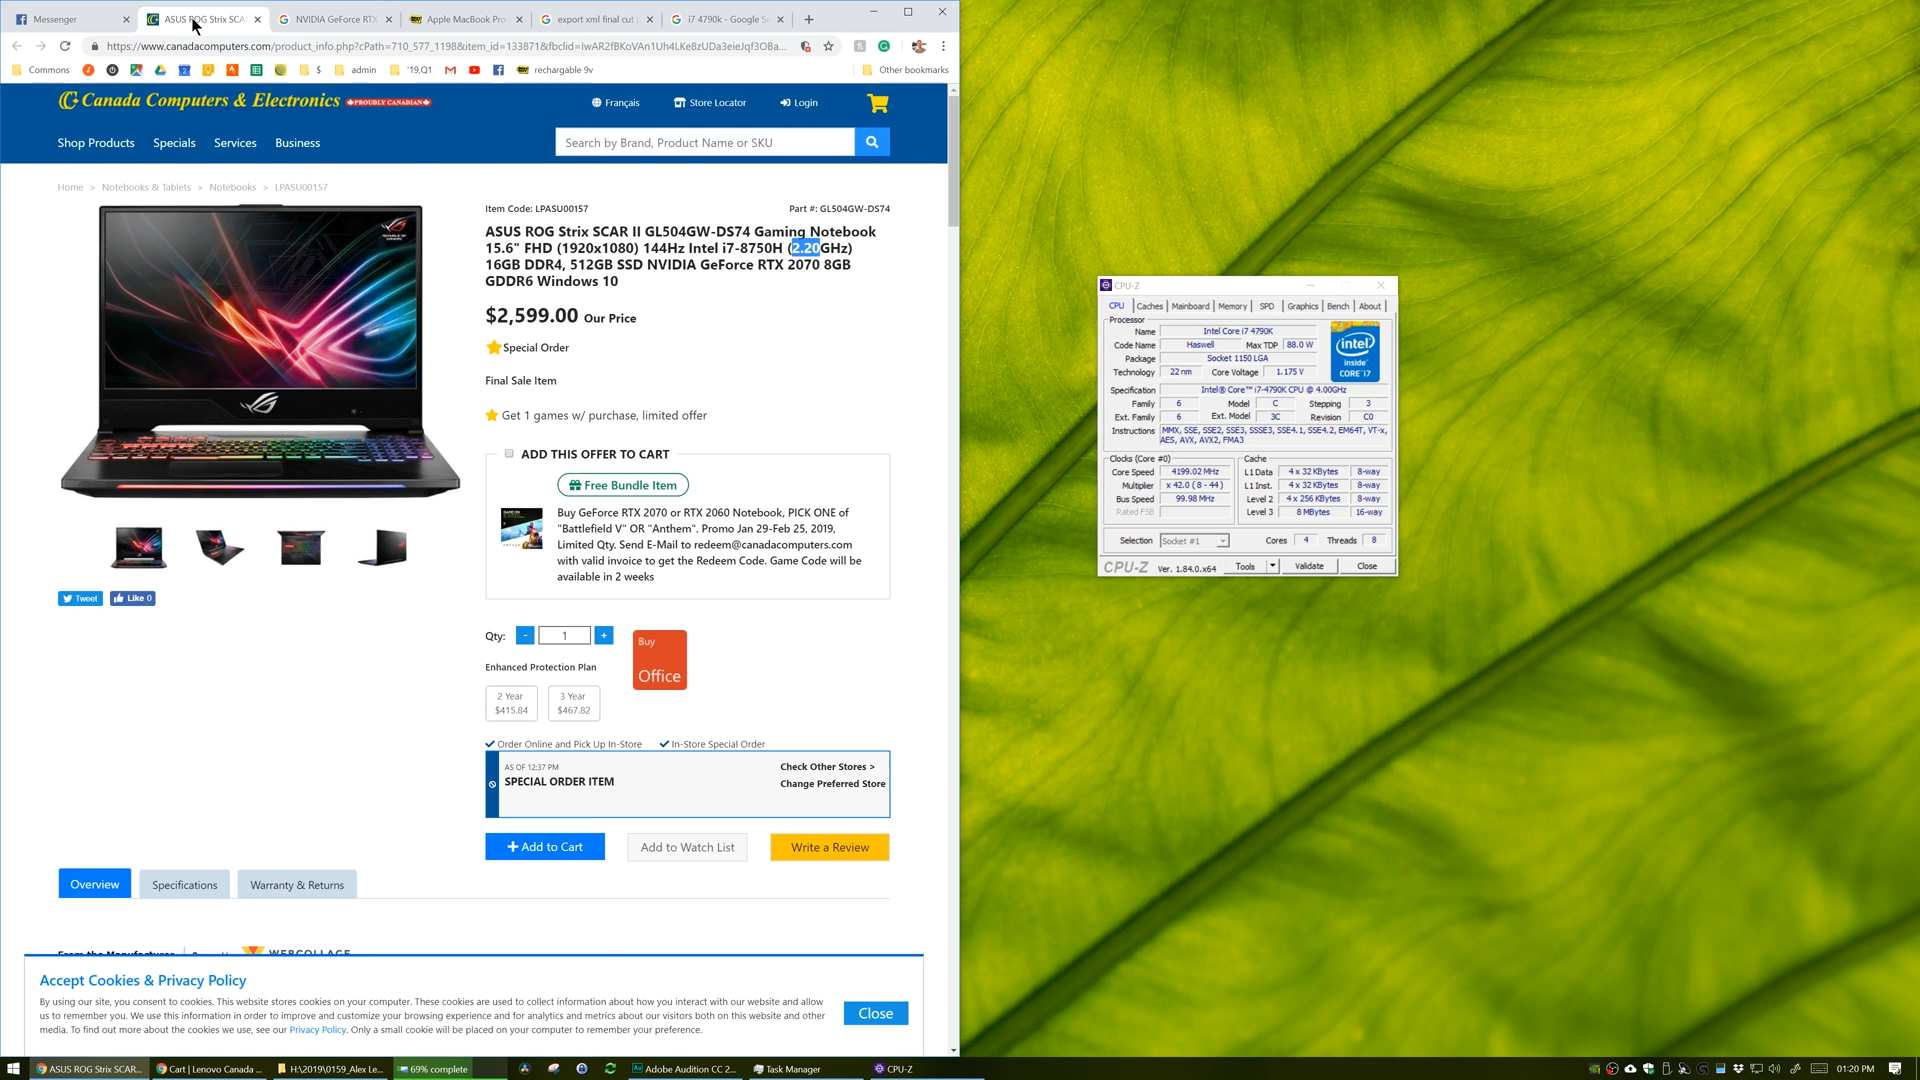 Messenger
ASUS ROG Strix SCA
NVIDIA GeForce RTX
Apple MacBook Pro
export xml final cut
i7 4790k - Google Se
https://www.canadacomputers.com/product_info.php?cPath=710_577_1198&item_id=133871&fbclid=IwAR2fBKoVAn1Uh4LKe8zUDa3eieJqf3OBa...
Commons
$
admin
'19,Q1
rechargable 9v
Other bookmarks
Canada Computers & Electronics
PROUDLY CANADIAN
Français
Store Locator
Login
Shop Products
Specials
Services
Business
Search by Brand, Product Name or SKU
Home > Notebooks & Tablets > Notebooks > LPASU00157
Item Code: LPASU00157
Part #: GL504GW-DS74
ASUS ROG Strix SCAR II GL504GW-DS74 Gaming Notebook
15.6" FHD (1920x1080) 144Hz Intel i7-8750H (2.20GHz)
16GB DDR4, 512GB SSD NVIDIA GeForce RTX 2070 8GB
GDDR6 Windows 10
$2,599.00 Our Price
Special Order
Final Sale Item
Get 1 games w/ purchase, limited offer
ADD THIS OFFER TO CART
Free Bundle Item
Buy GeForce RTX 2070 or RTX 2060 Notebook, PICK ONE of
"Battlefield V" OR "Anthem". Promo Jan 29-Feb 25, 2019,
Limited Qty. Send E-Mail to redeem@canadacomputers.com
with valid invoice to get the Redeem Code. Game Code will be
available in 2 weeks
Tweet
Like 0
Qty:
-
1
+
Buy
Office
Enhanced Protection Plan
2 Year
$415.84
3 Year
$467.82
Order Online and Pick Up In-Store
In-Store Special Order
AS OF 12:37 PM
SPECIAL ORDER ITEM
Check Other Stores >
Change Preferred Store
Add to Cart
Add to Watch List
Write a Review
Overview
Specifications
Warranty & Returns
From the Manufacturer
WEBCOLLAGE
Accept Cookies & Privacy Policy
By using our site, you consent to cookies. This website stores cookies on your computer. These cookies are used to collect information about how you interact with our website and allow
us to remember you. We use this information in order to improve and customize your browsing experience and for analytics and metrics about our visitors both on this website and other
media. To find out more about the cookies we use, see our Privacy Policy. Only a small cookie will be placed on your computer to remember your preference.
Close
CPU-Z
CPU
Caches
Mainboard
Memory
SPD
Graphics
Bench
About
Processor
Name Intel Core i7 4790K
Code Name Haswell Max TDP 88.0 W
Package Socket 1150 LGA
Technology 22 nm Core Voltage 1.175 V
intel
inside
CORE i7
Specification Intel® Core™ i7-4790K CPU @ 4.00GHz
Family 6 Model C Stepping 3
Ext. Family 6 Ext. Model 3C Revision C0
Instructions MMX, SSE, SSE2, SSE3, SSSE3, SSE4.1, SSE4.2, EM64T, VT-x,
AES, AVX, AVX2, FMA3
Clocks (Core #0)
Core Speed 4199.02 MHz
Multiplier x 42.0 ( 8 - 44 )
Bus Speed 99.98 MHz
Rated FSB
Cache
L1 Data 4 x 32 KBytes 8-way
L1 Inst. 4 x 32 KBytes 8-way
Level 2 4 x 256 KBytes 8-way
Level 3 8 MBytes 16-way
Selection Socket #1 Cores 4 Threads 8
CPU-Z Ver. 1.84.0.x64 Tools Validate Close
ASUS ROG Strix SCAR...
Cart | Lenovo Canada ...
H:\2019\0159_Alex Le...
69% complete
Adobe Audition CC 2...
Task Manager
CPU-Z
01:20 PM